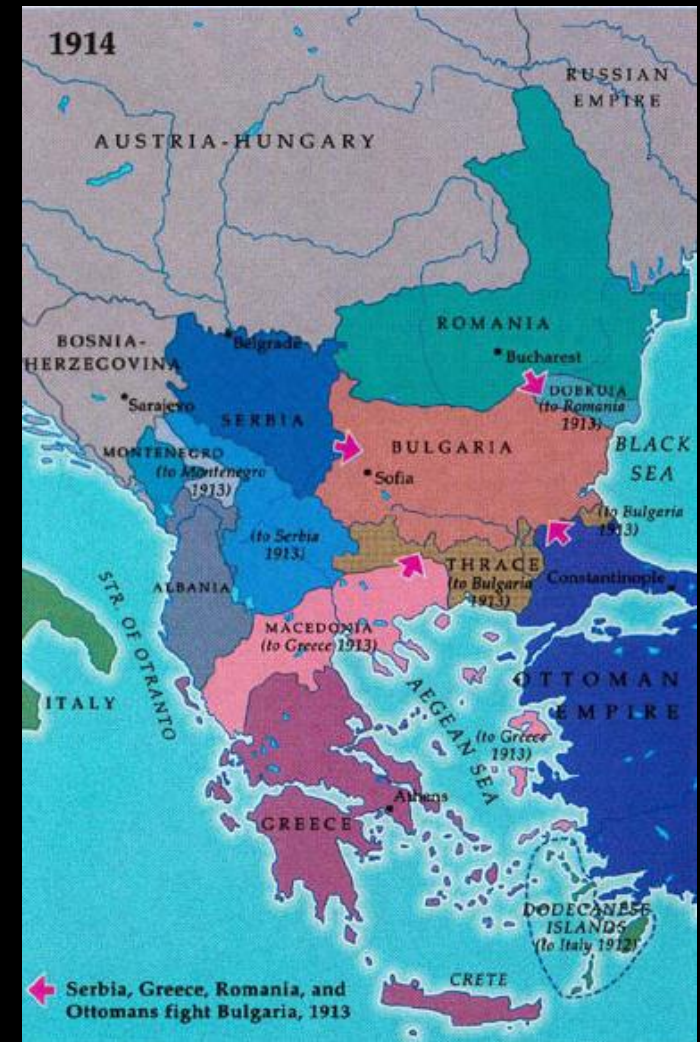 1914
RUSSIAN
EMPIRE
AUSTRIA-HUNGARY
ROMANIA
Bucharest
BOSNIA-
HERZEGOVINA
Belgrade
Sarajevo
SERBIA
DOBRUJA
(to Romania
1913)
BULGARIA
Sofia
BLACK
SEA
MONTENEGRO
(to Montenegro
1913)
(to Serbia
1913)
(to Bulgaria
1913)
THRACE
(to Bulgaria
1913)
Constantinople
ALBANIA
STR. OF OTRANTO
MACEDONIA
(to Greece 1913)
ITALY
AEGEAN SEA
OTTOMAN
EMPIRE
(to Greece
1913)
Athens
GREECE
DODECANESE
ISLANDS
(to Italy 1912)
CRETE
Serbia, Greece, Romania, and
Ottomans fight Bulgaria, 1913